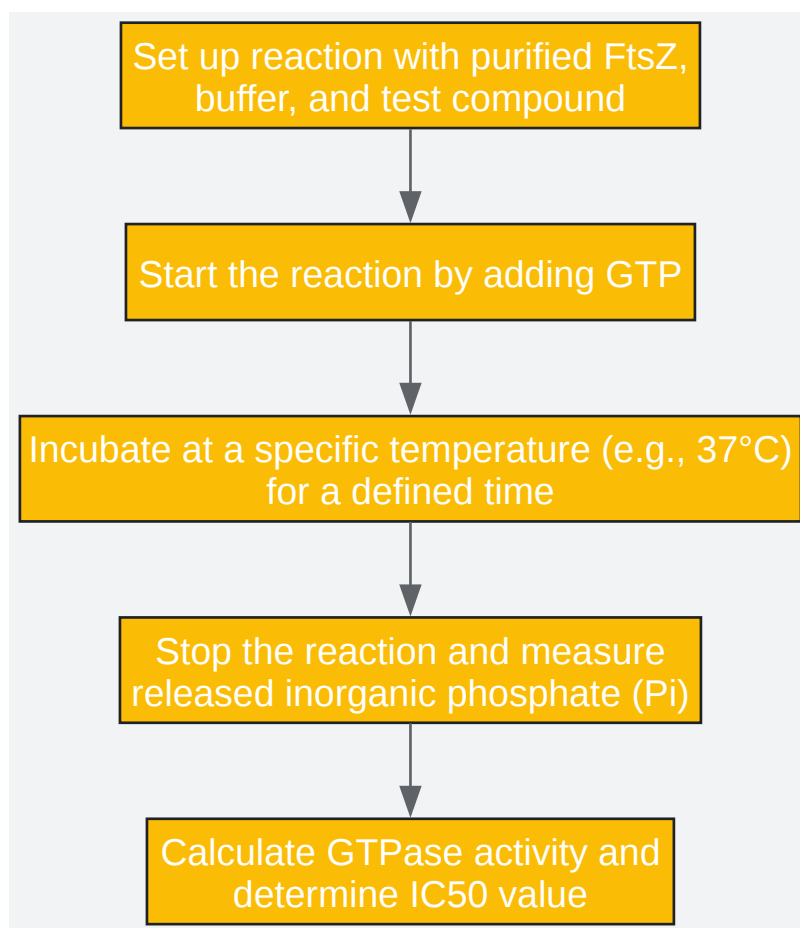 Set up reaction with purified FtsZ,
buffer, and test compound
Start the reaction by adding GTP
Incubate at a specific temperature (e.g., 37°C)
for a defined time
Stop the reaction and measure
released inorganic phosphate (Pi)
Calculate GTPase activity and
determine IC50 value